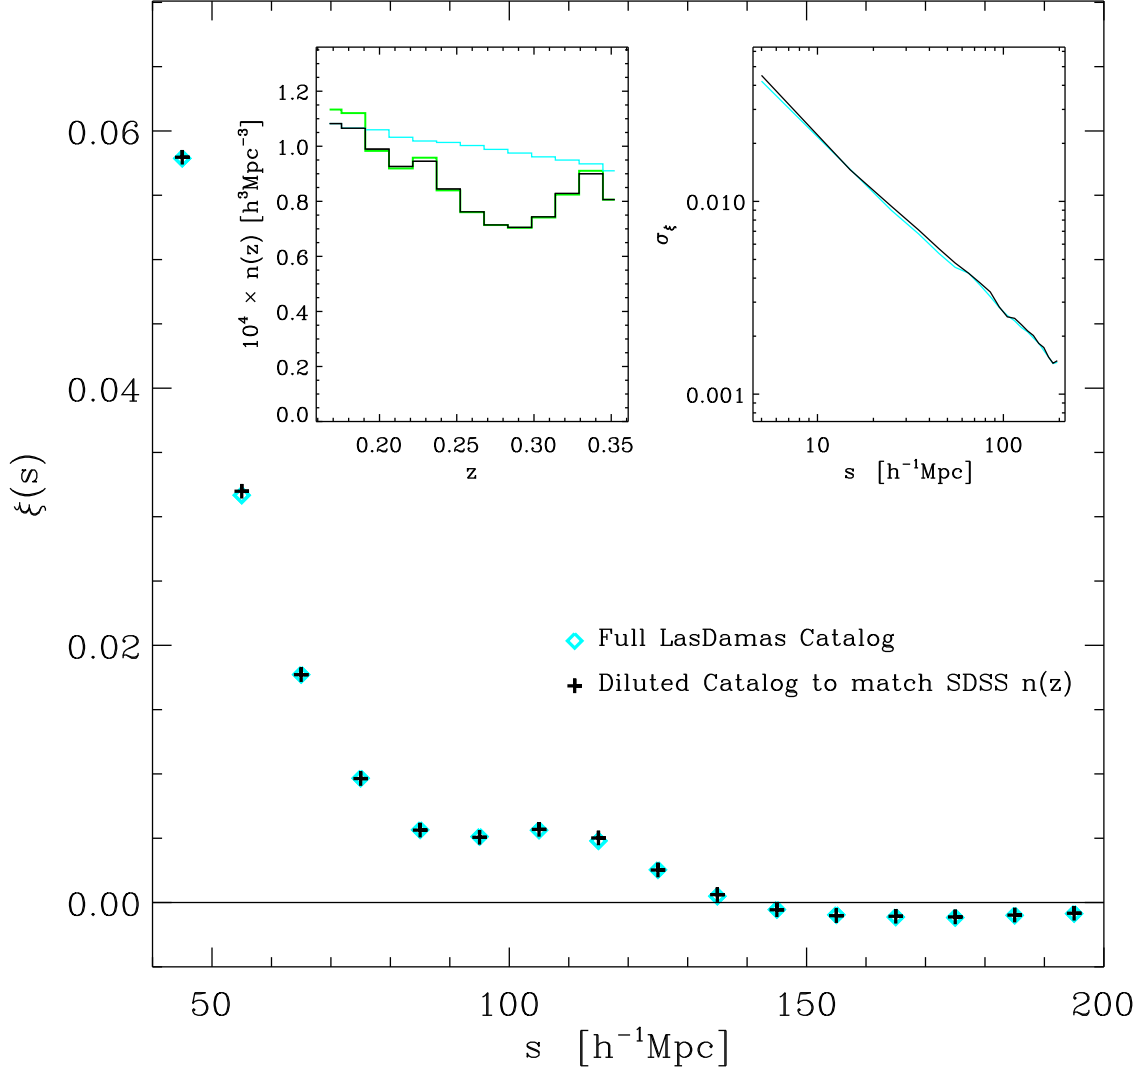 0.06
0.04
0.02
0.00
ξ(s)
50
100
150
200
s [h⁻¹Mpc]
1.2
1.0
0.8
0.6
0.4
0.2
0.0
10⁴ × n(z) [h³Mpc⁻³]
0.20
0.25
0.30
0.35
z
0.010
0.001
σ_ξ
10
100
s [h⁻¹Mpc]
Full LasDamas Catalog
Diluted Catalog to match SDSS n(z)